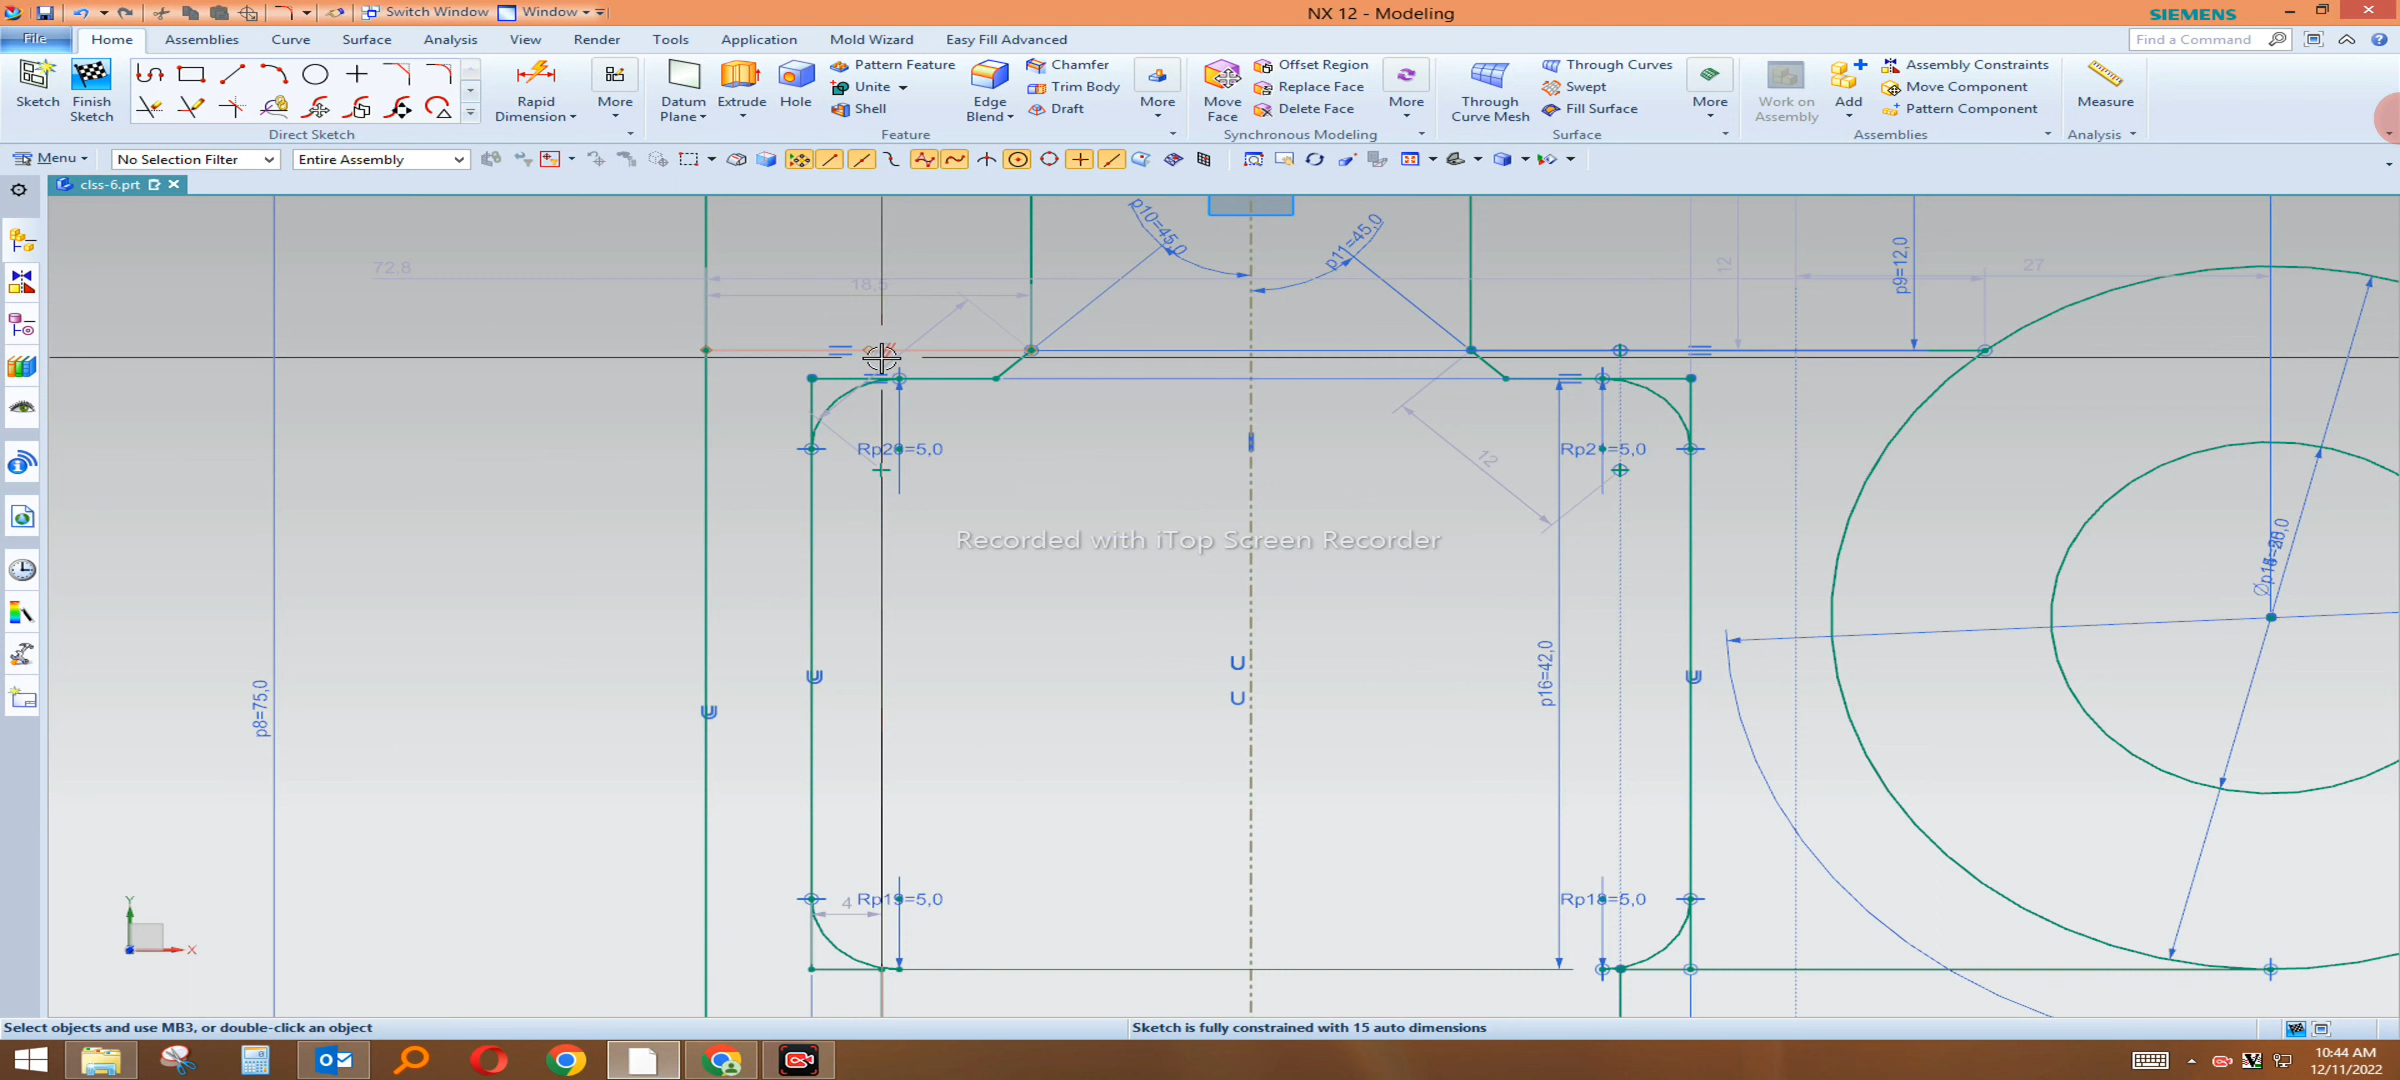 Switch Window
Window
NX 12 - Modeling
SIEMENS
File
Home
Assemblies
Curve
Surface
Analysis
View
Render
Tools
Application
Mold Wizard
Easy Fill Advanced
Find a Command
Sketch
Finish Sketch
Direct Sketch
Rapid Dimension
More
Datum Plane
Extrude
Hole
Pattern Feature
Unite
Shell
Edge Blend
Chamfer
Trim Body
Draft
More
Feature
Move Face
Offset Region
Replace Face
Delete Face
More
Synchronous Modeling
Through Curve Mesh
Through Curves
Swept
Fill Surface
More
Surface
Work on Assembly
Add
Assembly Constraints
Move Component
Pattern Component
Assemblies
Measure
Analysis
Menu
No Selection Filter
Entire Assembly
clss-6.prt
72,8
18,5
p10=45,0
p11=45,0
12
p9=12,0
27
Rp20=5,0
Rp21=5,0
12
Recorded with iTop Screen Recorder
p8=75,0
p16=42,0
4
Rp19=5,0
Rp18=5,0
Y
X
U
U
Select objects and use MB3, or double-click an object
Sketch is fully constrained with 15 auto dimensions
10:44 AM
12/11/2022